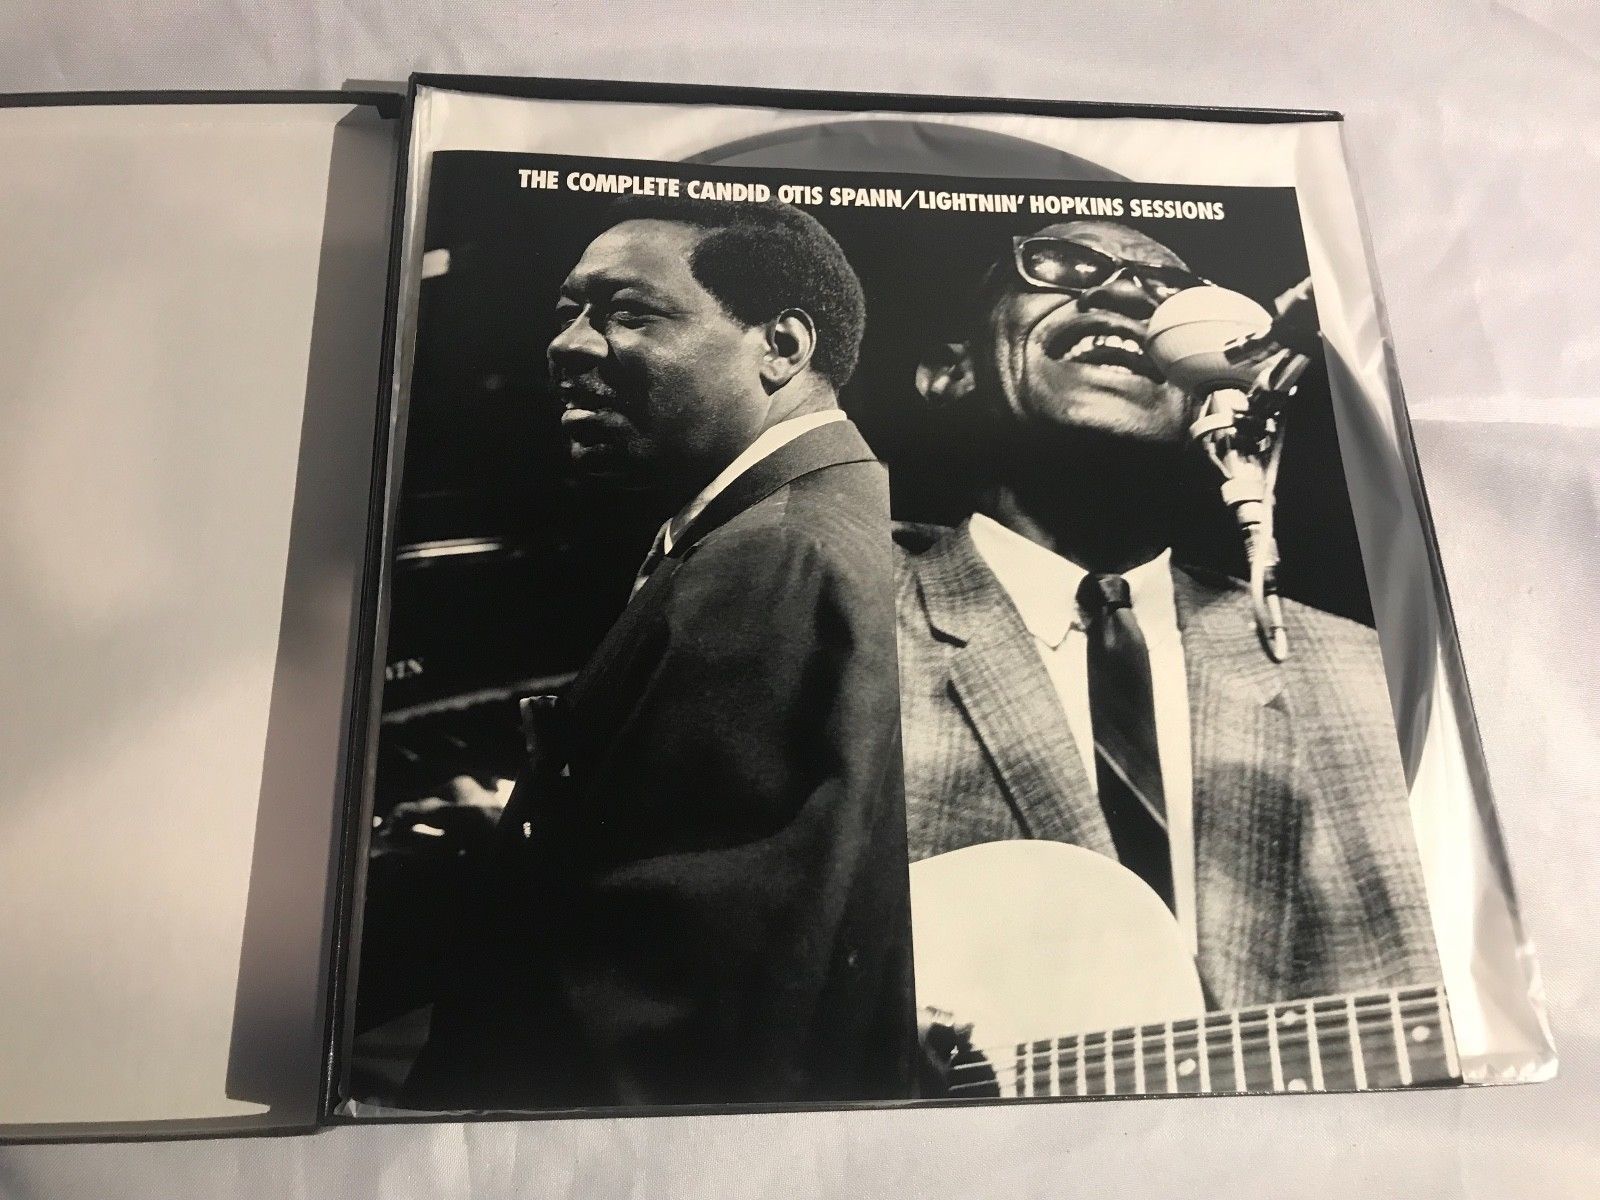 THE COMPLETE CANDID OTIS SPANN/LIGHTNIN' HOPKINS SESSIONS